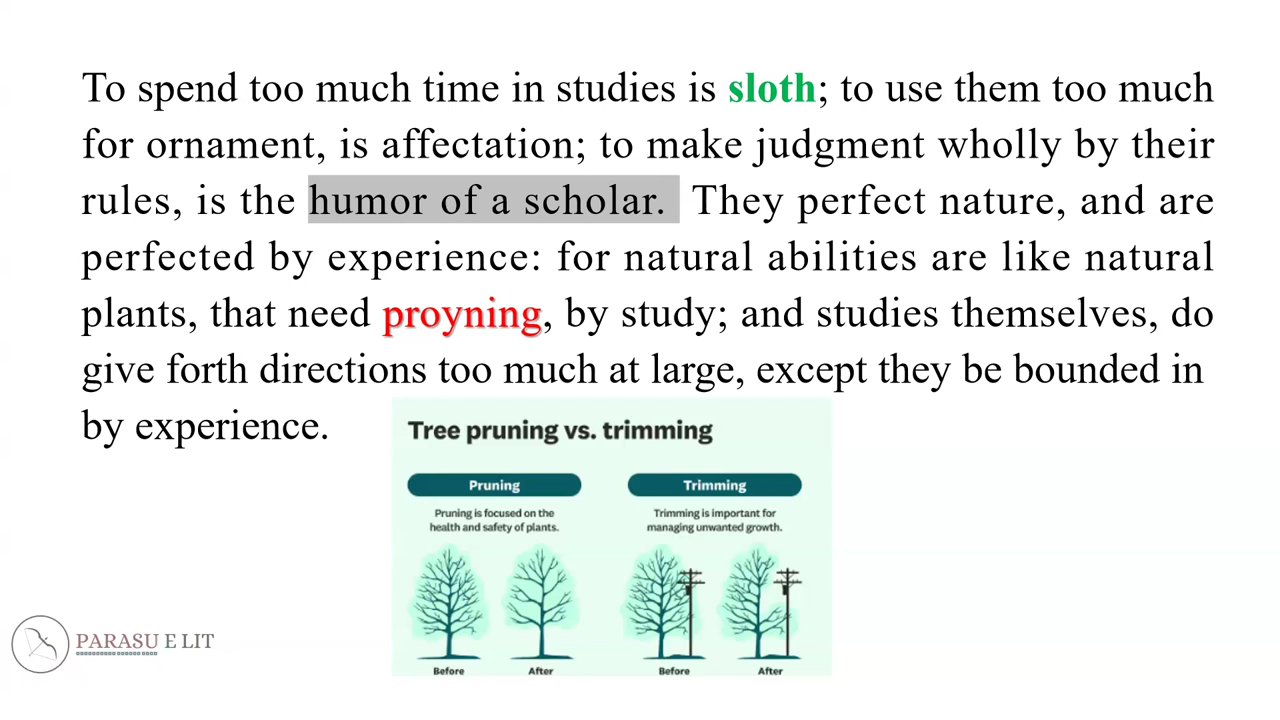 To spend too much time in studies is sloth; to use them too much
for ornament, is affectation; to make judgment wholly by their
rules, is the humor of a scholar. They perfect nature, and are
perfected by experience: for natural abilities are like natural
plants, that need proyning, by study; and studies themselves, do
give forth directions too much at large, except they be bounded in
by experience.
Tree pruning vs. trimming
Pruning
Pruning is focused on the
health and safety of plants.
Before
After
Trimming
Trimming is important for
managing unwanted growth.
Before
After
PARASU E LIT